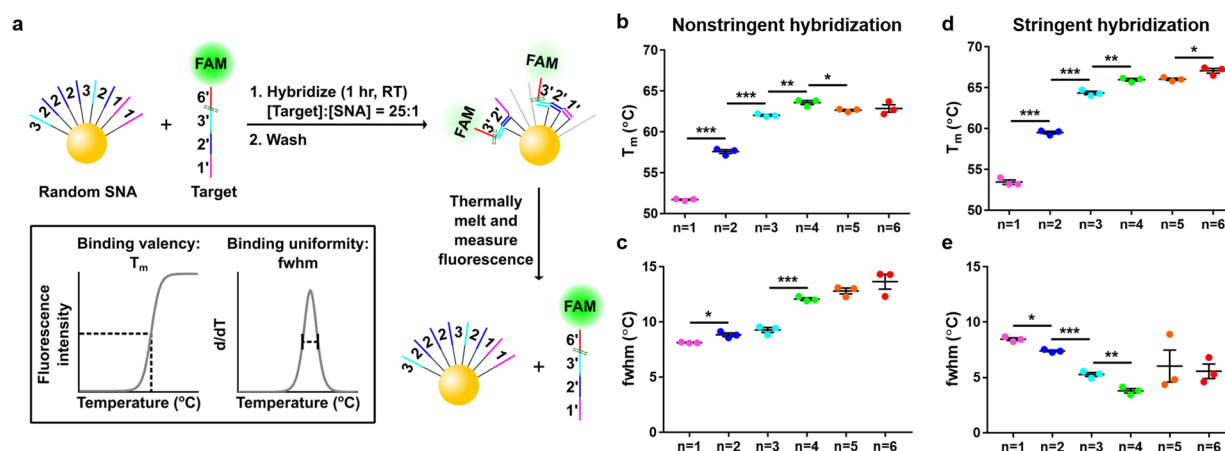 a
FAM
6'
3'
2'
1'
3
2
2
2
3
2
1
1
+
Random SNA
Target
1. Hybridize (1 hr, RT)
[Target]:[SNA] = 25:1
2. Wash
FAM
FAM
3'
2'
1'
3'
2'
Thermally
melt and
measure
fluorescence
FAM
6'
3'
2'
1'
3
2
2
2
3
2
1
1
+
Binding valency:
Tm
Fluorescence
intensity
Temperature (°C)
Binding uniformity:
fwhm
d/dT
Temperature (°C)
b
Nonstringent hybridization
Tm (°C)
70
65
60
55
50
***
***
**
*
n=1 n=2 n=3 n=4 n=5 n=6
c
fwhm (°C)
15
10
5
0
*
***
n=1 n=2 n=3 n=4 n=5 n=6
d
Stringent hybridization
Tm (°C)
70
65
60
55
50
***
***
**
*
n=1 n=2 n=3 n=4 n=5 n=6
e
fwhm (°C)
15
10
5
0
*
***
**
n=1 n=2 n=3 n=4 n=5 n=6